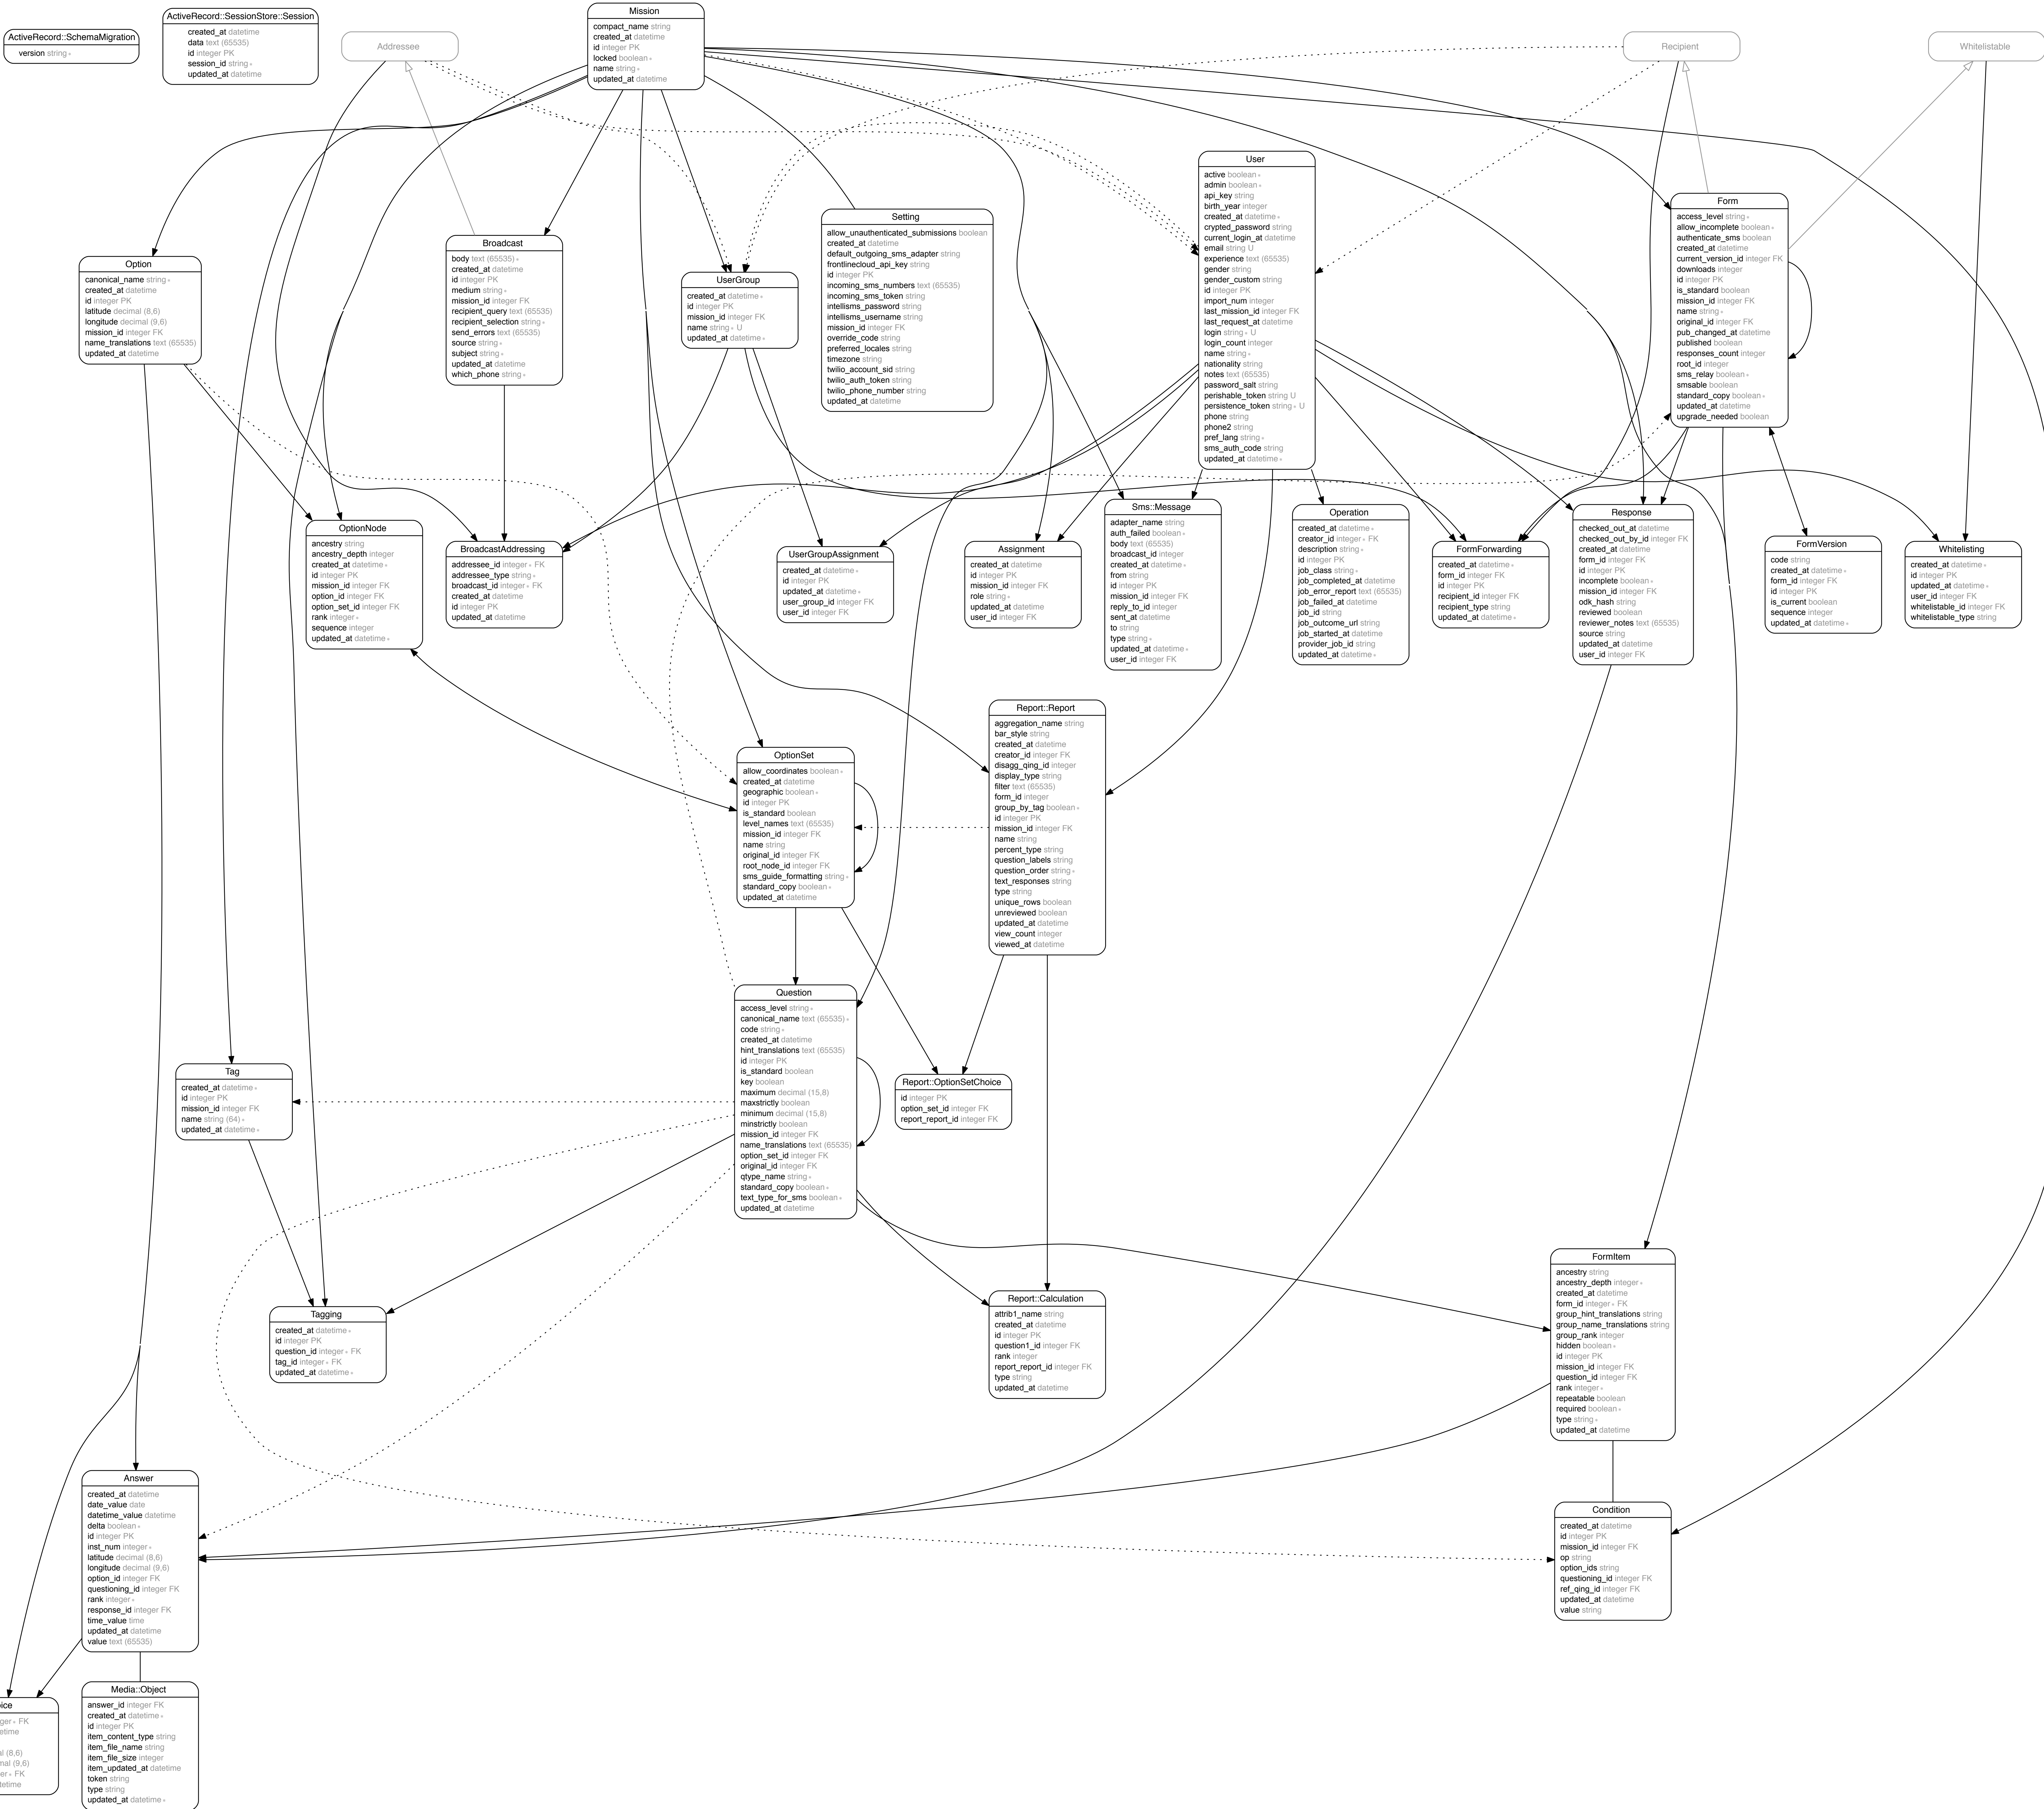 ActiveRecord::SchemaMigration
version string ∗
ActiveRecord::SessionStore::Session
created_at datetime
data text (65535)
id integer PK
session_id string ∗
updated_at datetime
Addressee
Mission
compact_name string
created_at datetime
id integer PK
locked boolean ∗
name string ∗
updated_at datetime
Recipient
Whitelistable
Option
canonical_name string ∗
created_at datetime
id integer PK
latitude decimal (8,6)
longitude decimal (9,6)
mission_id integer FK
name_translations text (65535)
updated_at datetime
Broadcast
body text (65535) ∗
created_at datetime
id integer PK
medium string ∗
mission_id integer FK
recipient_query text (65535)
recipient_selection string ∗
send_errors text (65535)
source string ∗
subject string ∗
updated_at datetime
which_phone string ∗
UserGroup
created_at datetime ∗
id integer PK
mission_id integer FK
name string ∗ U
updated_at datetime ∗
Setting
allow_unauthenticated_submissions boolean
created_at datetime
default_outgoing_sms_adapter string
frontlinecloud_api_key string
id integer PK
incoming_sms_numbers text (65535)
incoming_sms_token string
intellisms_password string
intellisms_username string
mission_id integer FK
override_code string
preferred_locales string
timezone string
twilio_account_sid string
twilio_auth_token string
twilio_phone_number string
updated_at datetime
User
active boolean ∗
admin boolean ∗
api_key string
birth_year integer
created_at datetime ∗
crypted_password string
current_login_at datetime
email string U
experience text (65535)
gender string
gender_custom string
id integer PK
import_num integer
last_mission_id integer FK
last_request_at datetime
login string ∗ U
login_count integer
name string ∗
nationality string
notes text (65535)
password_salt string
perishable_token string U
persistence_token string ∗ U
phone string
phone2 string
pref_lang string ∗
sms_auth_code string
updated_at datetime ∗
Form
access_level string ∗
allow_incomplete boolean ∗
authenticate_sms boolean
created_at datetime
current_version_id integer FK
downloads integer
id integer PK
is_standard boolean
mission_id integer FK
name string ∗
original_id integer FK
pub_changed_at datetime
published boolean
responses_count integer
root_id integer
sms_relay boolean ∗
smsable boolean
standard_copy boolean ∗
updated_at datetime
upgrade_needed boolean
OptionNode
ancestry string
ancestry_depth integer
created_at datetime ∗
id integer PK
mission_id integer FK
option_id integer FK
option_set_id integer FK
rank integer ∗
sequence integer
updated_at datetime ∗
BroadcastAddressing
addressee_id integer ∗ FK
addressee_type string ∗
broadcast_id integer ∗ FK
created_at datetime
id integer PK
updated_at datetime
UserGroupAssignment
created_at datetime ∗
id integer PK
updated_at datetime ∗
user_group_id integer FK
user_id integer FK
Assignment
created_at datetime
id integer PK
mission_id integer FK
role string ∗
updated_at datetime
user_id integer FK
Sms::Message
adapter_name string
auth_failed boolean ∗
body text (65535)
broadcast_id integer
created_at datetime ∗
from string
id integer PK
mission_id integer FK
reply_to_id integer
sent_at datetime
to string
type string ∗
updated_at datetime ∗
user_id integer FK
Operation
created_at datetime ∗
creator_id integer ∗ FK
description string ∗
id integer PK
job_class string ∗
job_completed_at datetime
job_error_report text (65535)
job_failed_at datetime
job_id string
job_outcome_url string
job_started_at datetime
provider_job_id string
updated_at datetime ∗
FormForwarding
created_at datetime ∗
form_id integer FK
id integer PK
recipient_id integer FK
recipient_type string
updated_at datetime ∗
Response
checked_out_at datetime
checked_out_by_id integer FK
created_at datetime
form_id integer FK
id integer PK
incomplete boolean ∗
mission_id integer FK
odk_hash string
reviewed boolean
reviewer_notes text (65535)
source string
updated_at datetime
user_id integer FK
FormVersion
code string
created_at datetime ∗
form_id integer FK
id integer PK
is_current boolean
sequence integer
updated_at datetime ∗
Whitelisting
created_at datetime ∗
id integer PK
updated_at datetime ∗
user_id integer FK
whitelistable_id integer FK
whitelistable_type string
OptionSet
allow_coordinates boolean ∗
created_at datetime
geographic boolean ∗
id integer PK
is_standard boolean
level_names text (65535)
mission_id integer FK
name string
original_id integer FK
root_node_id integer FK
sms_guide_formatting string ∗
standard_copy boolean ∗
updated_at datetime
Report::Report
aggregation_name string
bar_style string
created_at datetime
creator_id integer FK
disagg_qing_id integer
display_type string
filter text (65535)
form_id integer
group_by_tag boolean ∗
id integer PK
mission_id integer FK
name string
percent_type string
question_labels string
question_order string ∗
text_responses string
type string
unique_rows boolean
unreviewed boolean
updated_at datetime
view_count integer
viewed_at datetime
Question
access_level string ∗
canonical_name text (65535) ∗
code string ∗
created_at datetime
hint_translations text (65535)
id integer PK
is_standard boolean
key boolean
maximum decimal (15,8)
maxstrictly boolean
minimum decimal (15,8)
minstrictly boolean
mission_id integer FK
name_translations text (65535)
option_set_id integer FK
original_id integer FK
qtype_name string ∗
standard_copy boolean ∗
text_type_for_sms boolean ∗
updated_at datetime
Tag
created_at datetime ∗
id integer PK
mission_id integer FK
name string (64) ∗
updated_at datetime ∗
Report::OptionSetChoice
id integer PK
option_set_id integer FK
report_report_id integer FK
Tagging
created_at datetime ∗
id integer PK
question_id integer ∗ FK
tag_id integer ∗ FK
updated_at datetime ∗
Report::Calculation
attrib1_name string
created_at datetime
id integer PK
question1_id integer FK
rank integer
report_report_id integer FK
type string
updated_at datetime
FormItem
ancestry string
ancestry_depth integer ∗
created_at datetime
form_id integer ∗ FK
group_hint_translations string
group_name_translations string
group_rank integer
hidden boolean ∗
id integer PK
mission_id integer FK
question_id integer FK
rank integer ∗
repeatable boolean
required boolean ∗
type string ∗
updated_at datetime
Answer
created_at datetime
date_value date
datetime_value datetime
delta boolean ∗
id integer PK
inst_num integer ∗
latitude decimal (8,6)
longitude decimal (9,6)
option_id integer FK
questioning_id integer FK
rank integer ∗
response_id integer FK
time_value time
updated_at datetime
value text (65535)
Condition
created_at datetime
id integer PK
mission_id integer FK
op string
option_ids string
questioning_id integer FK
ref_qing_id integer FK
updated_at datetime
value string
Media::Object
answer_id integer FK
created_at datetime ∗
id integer PK
item_content_type string
item_file_name string
item_file_size integer
item_updated_at datetime
token string
type string
updated_at datetime ∗
FK
(8,6)
(9,6)
FK